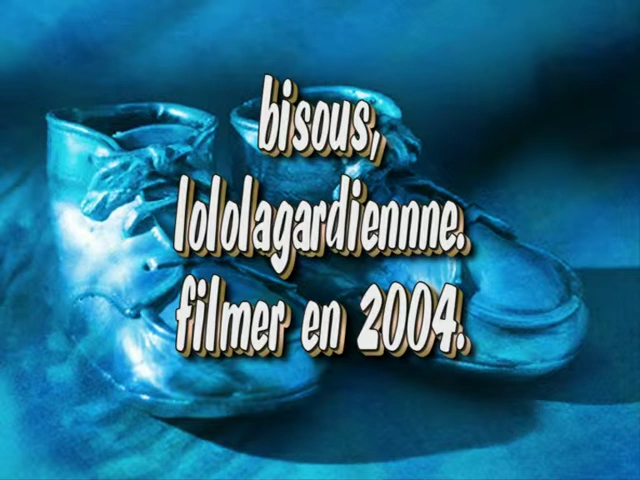 bisous,
lololagardiennne.
filmer en 2004.